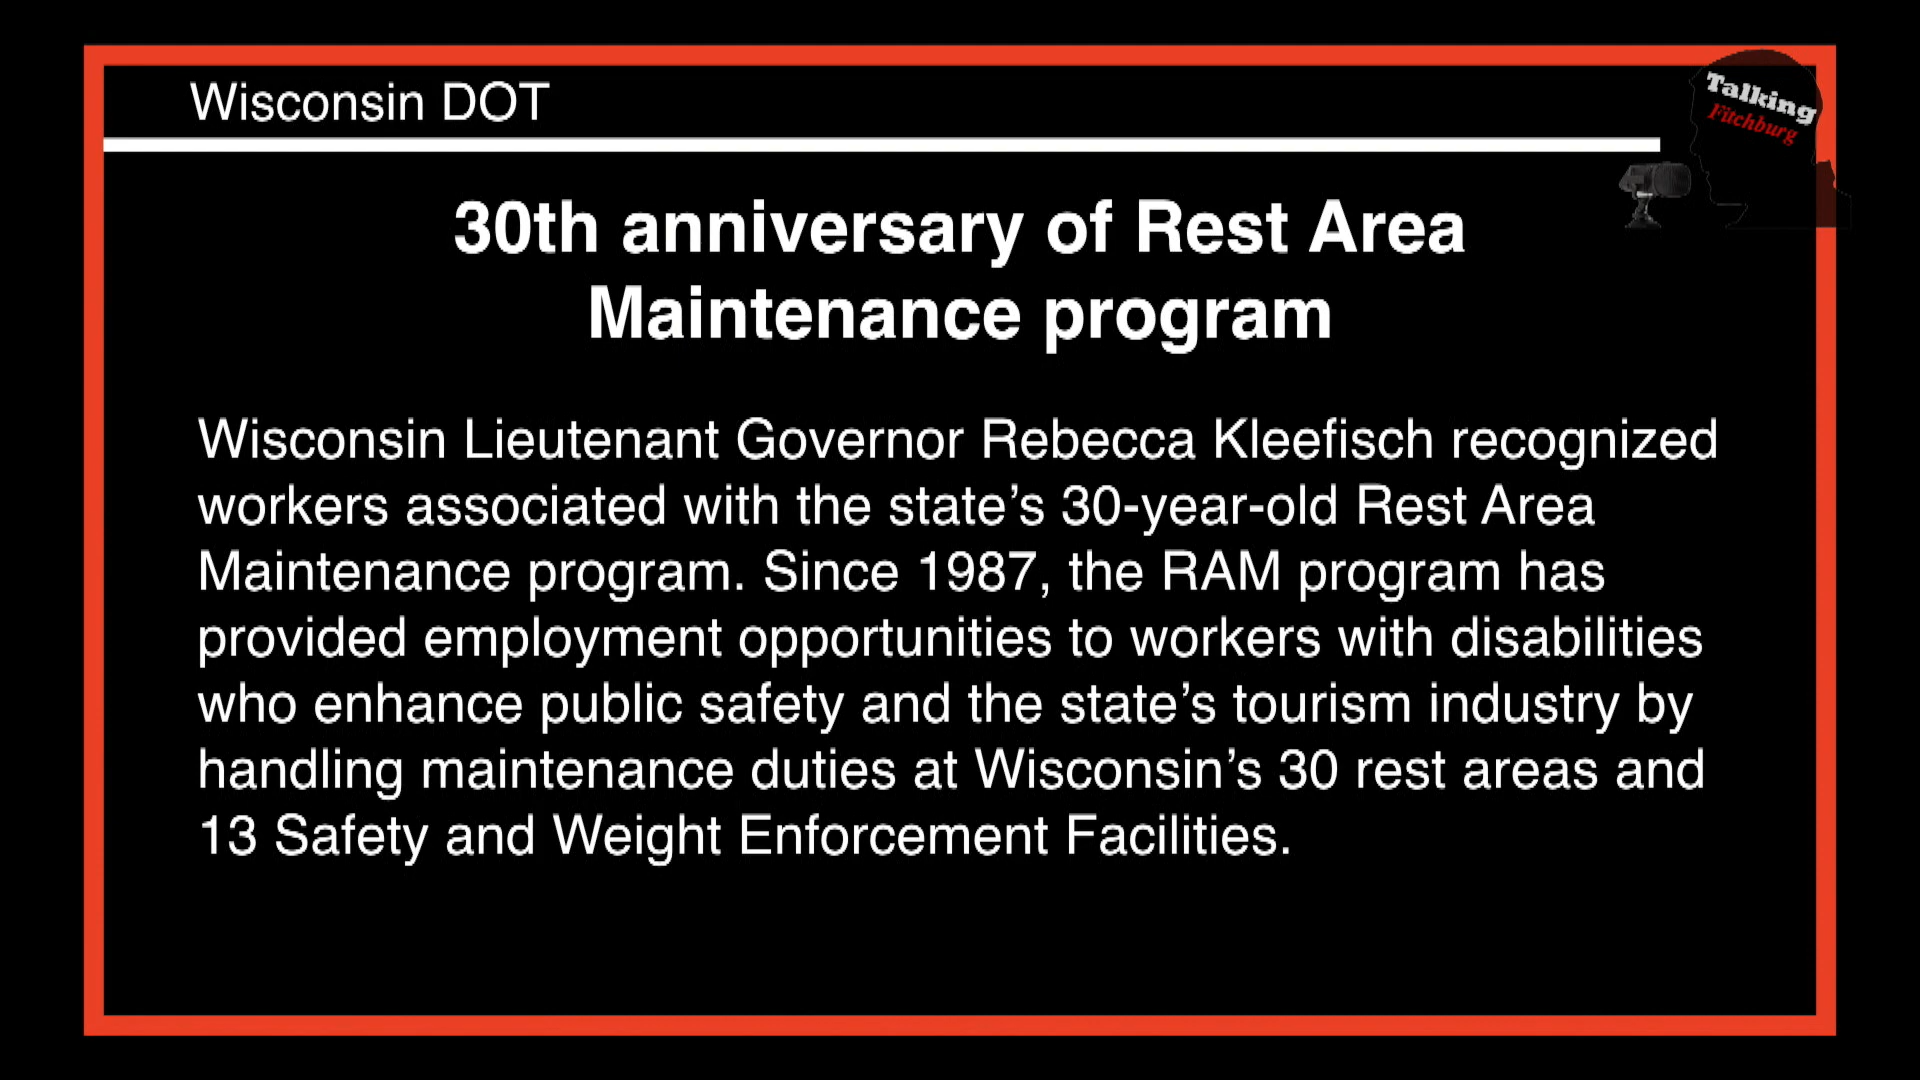 Wisconsin DOT
Talking
Fitchburg
30th anniversary of Rest Area
Maintenance program
Wisconsin Lieutenant Governor Rebecca Kleefisch recognized
workers associated with the state’s 30-year-old Rest Area
Maintenance program. Since 1987, the RAM program has
provided employment opportunities to workers with disabilities
who enhance public safety and the state’s tourism industry by
handling maintenance duties at Wisconsin’s 30 rest areas and
13 Safety and Weight Enforcement Facilities.